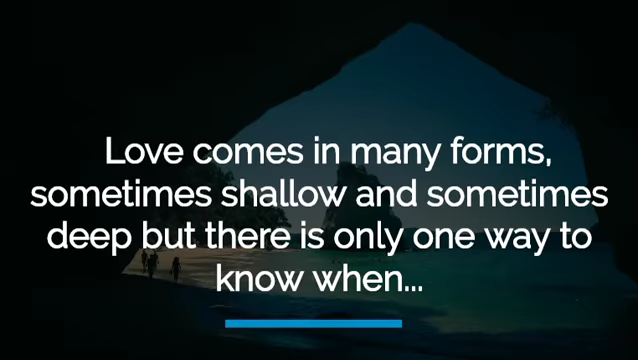 Love comes in many forms,
sometimes shallow and sometimes
deep but there is only one way to
know when...